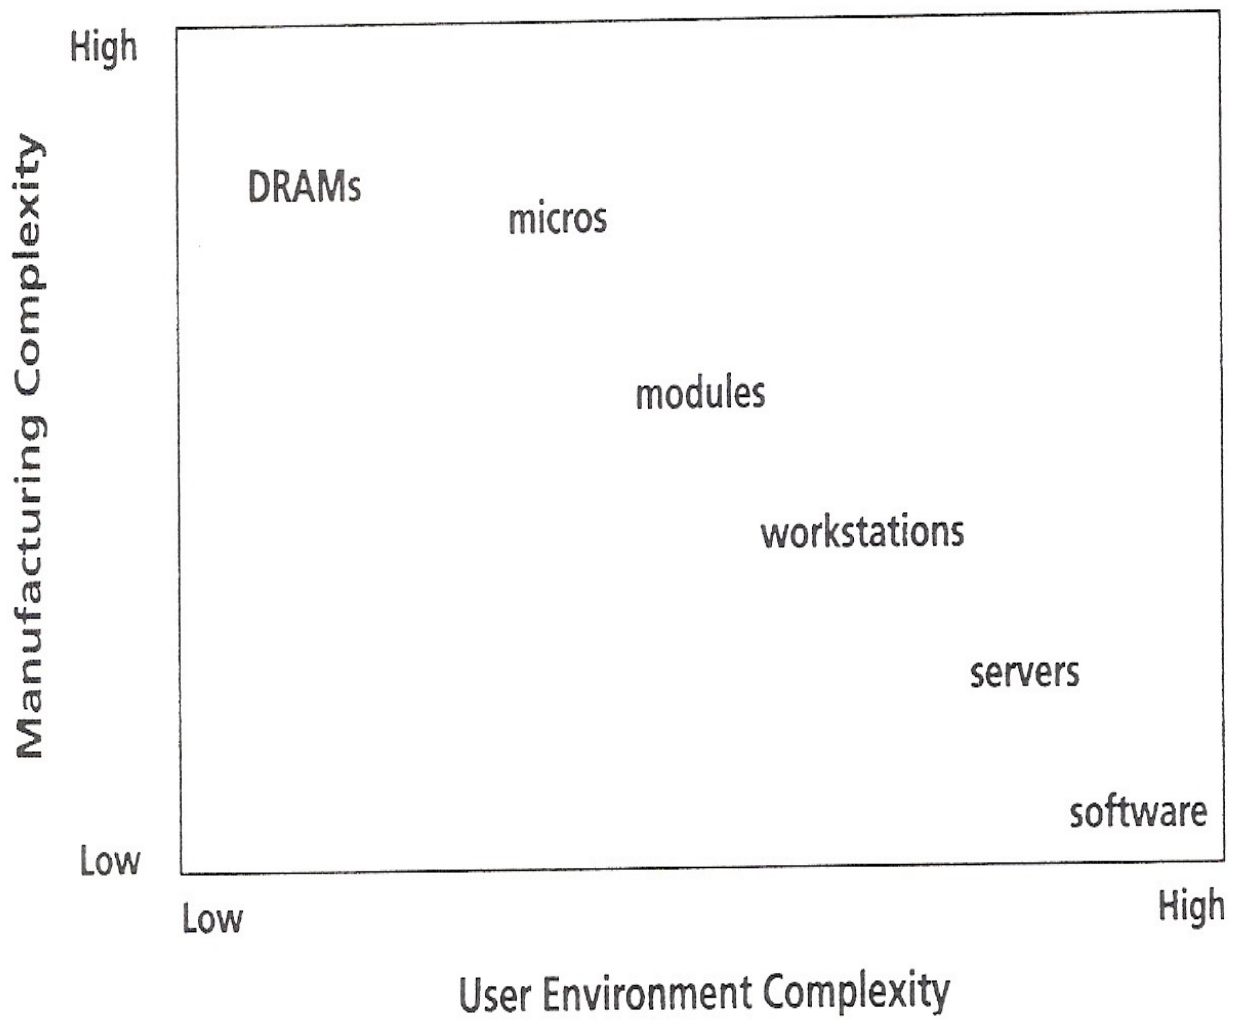 High
Manufacturing Complexity
DRAMs
micros
modules
workstations
servers
software
Low
Low
High
User Environment Complexity